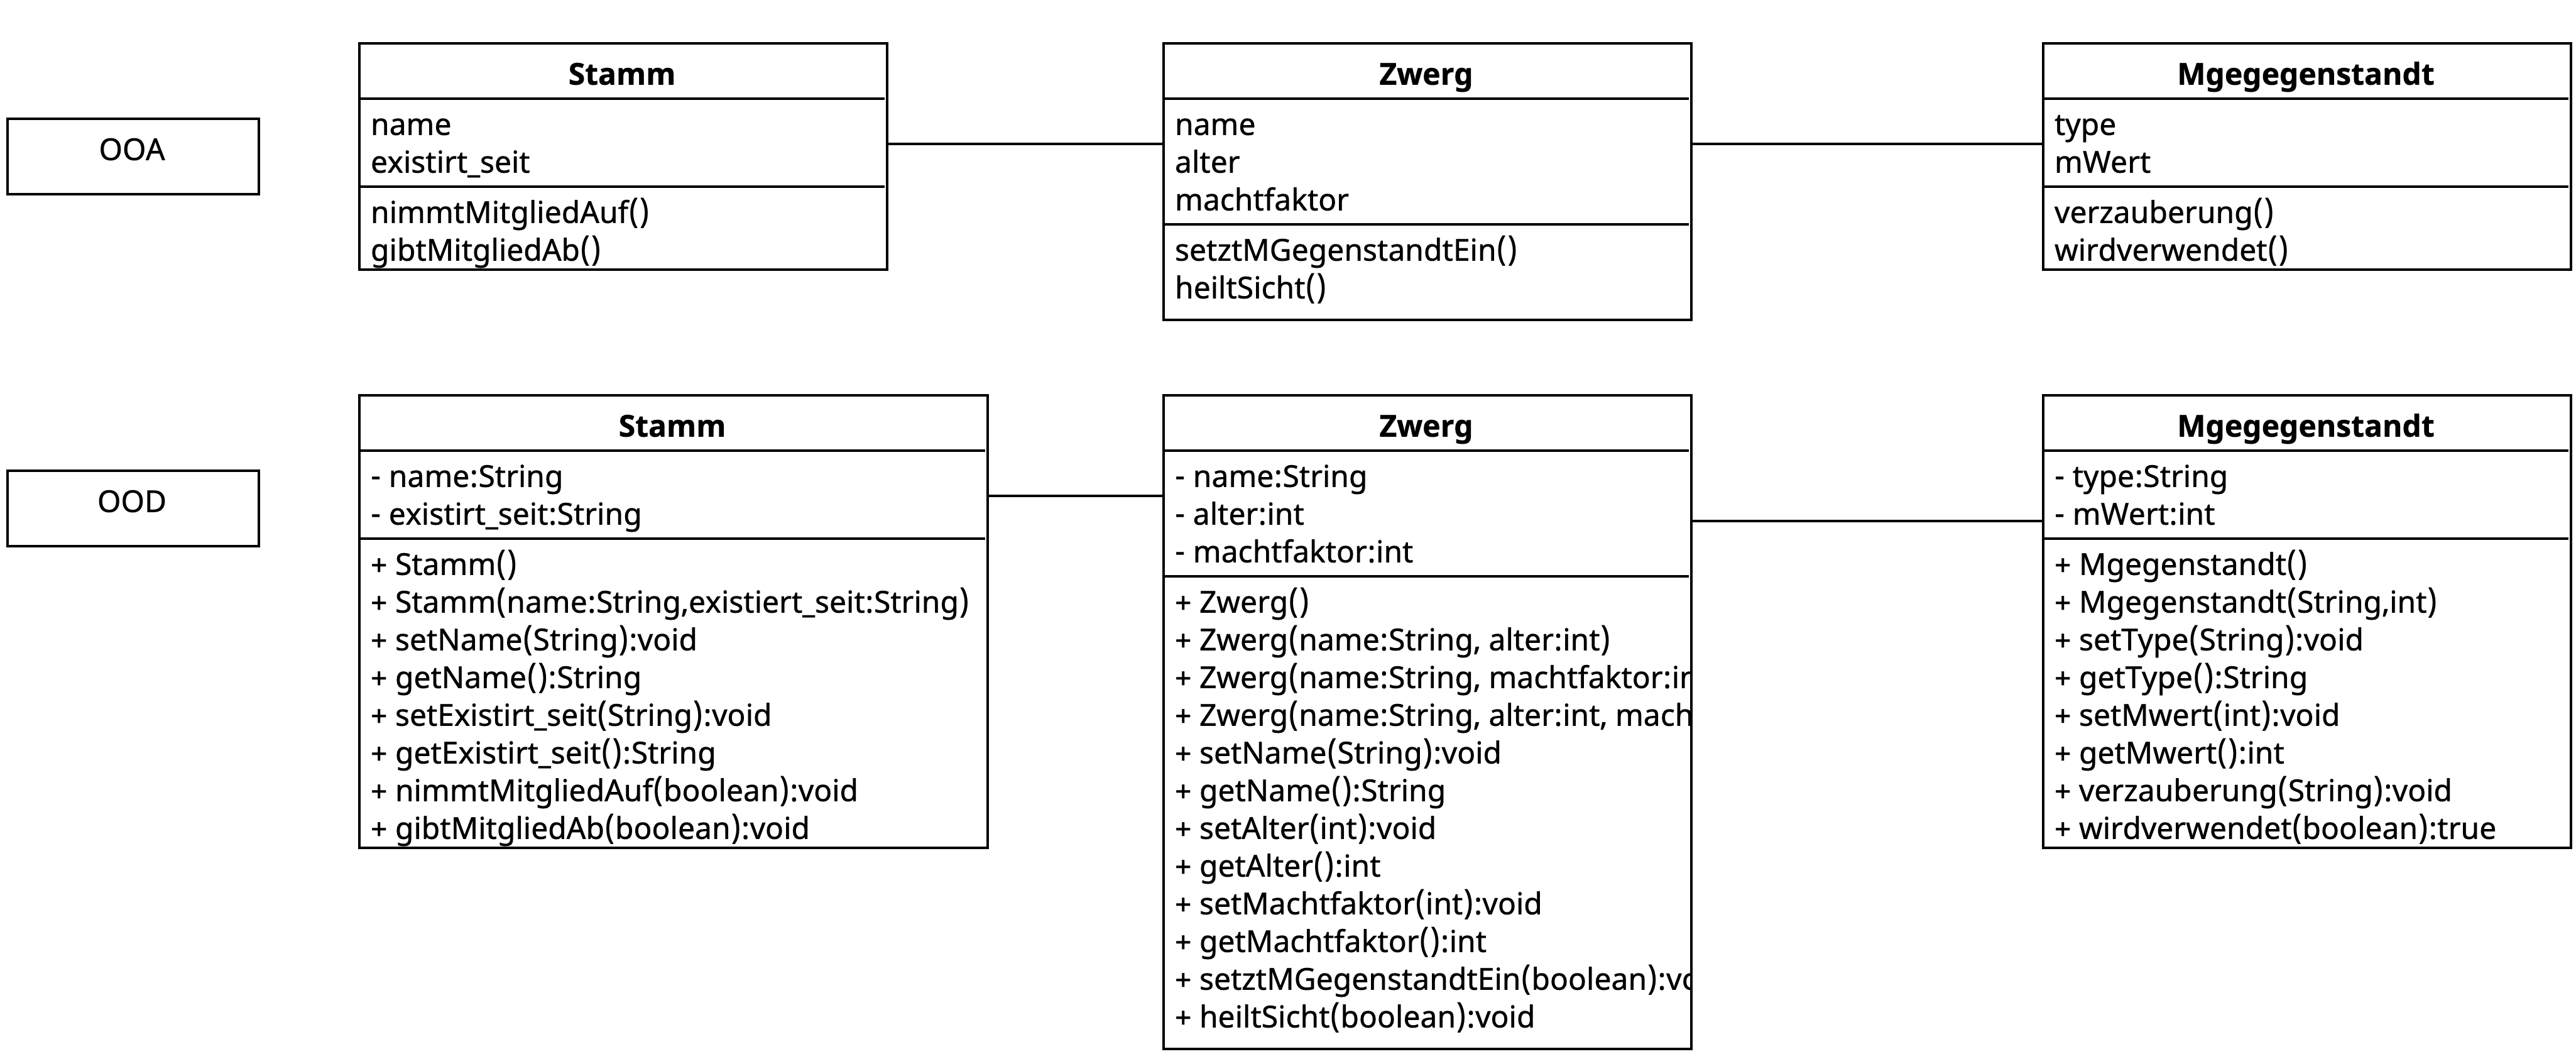 OOA
Stamm
name
existirt_seit
nimmtMitgliedAuf()
gibtMitgliedAb()
Zwerg
name
alter
machtfaktor
setztMGegenstandtEin()
heiltSicht()
Mgegegenstandt
type
mWert
verzauberung()
wirdverwendet()
OOD
Stamm
- name:String
- existirt_seit:String
+ Stamm()
+ Stamm(name:String,existiert_seit:String)
+ setName(String):void
+ getName():String
+ setExistirt_seit(String):void
+ getExistirt_seit():String
+ nimmtMitgliedAuf(boolean):void
+ gibtMitgliedAb(boolean):void
Zwerg
- name:String
- alter:int
- machtfaktor:int
+ Zwerg()
+ Zwerg(name:String, alter:int)
+ Zwerg(name:String, machtfaktor:in
+ Zwerg(name:String, alter:int, mach
+ setName(String):void
+ getName():String
+ setAlter(int):void
+ getAlter():int
+ setMachtfaktor(int):void
+ getMachtfaktor():int
+ setztMGegenstandtEin(boolean):vo
+ heiltSicht(boolean):void
Mgegegenstandt
- type:String
- mWert:int
+ Mgegenstandt()
+ Mgegenstandt(String,int)
+ setType(String):void
+ getType():String
+ setMwert(int):void
+ getMwert():int
+ verzauberung(String):void
+ wirdverwendet(boolean):true